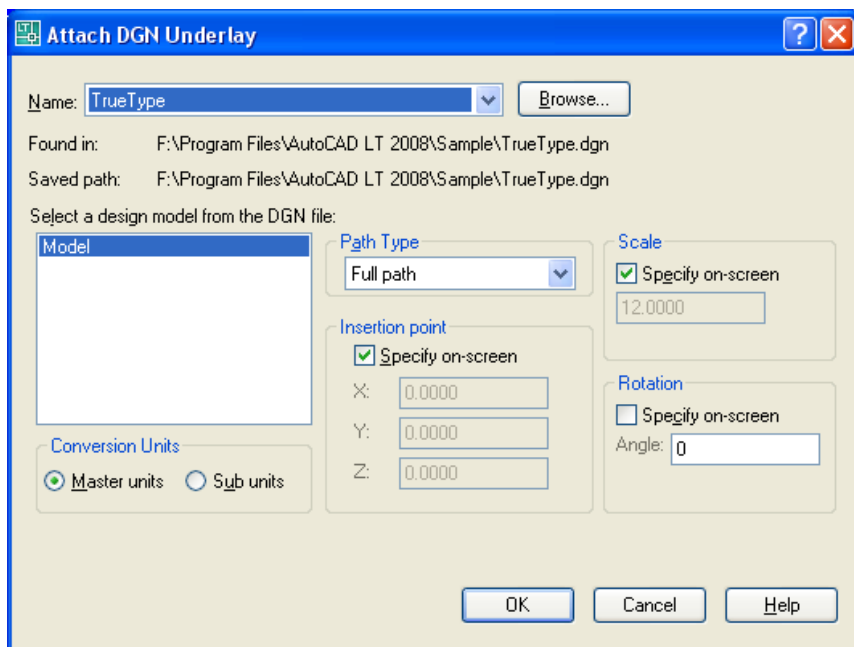 LT
Attach DGN Underlay
Name: TrueType Browse...
Found in: F:\Program Files\AutoCAD LT 2008\Sample\TrueType.dgn
Saved path: F:\Program Files\AutoCAD LT 2008\Sample\TrueType.dgn
Select a design model from the DGN file:
Model
Conversion Units
Master units Sub units
Path Type
Full path
Insertion point
Specify on-screen
X: 0.0000
Y: 0.0000
Z: 0.0000
Scale
Specify on-screen
12.0000
Rotation
Specify on-screen
Angle: 0
OK Cancel Help